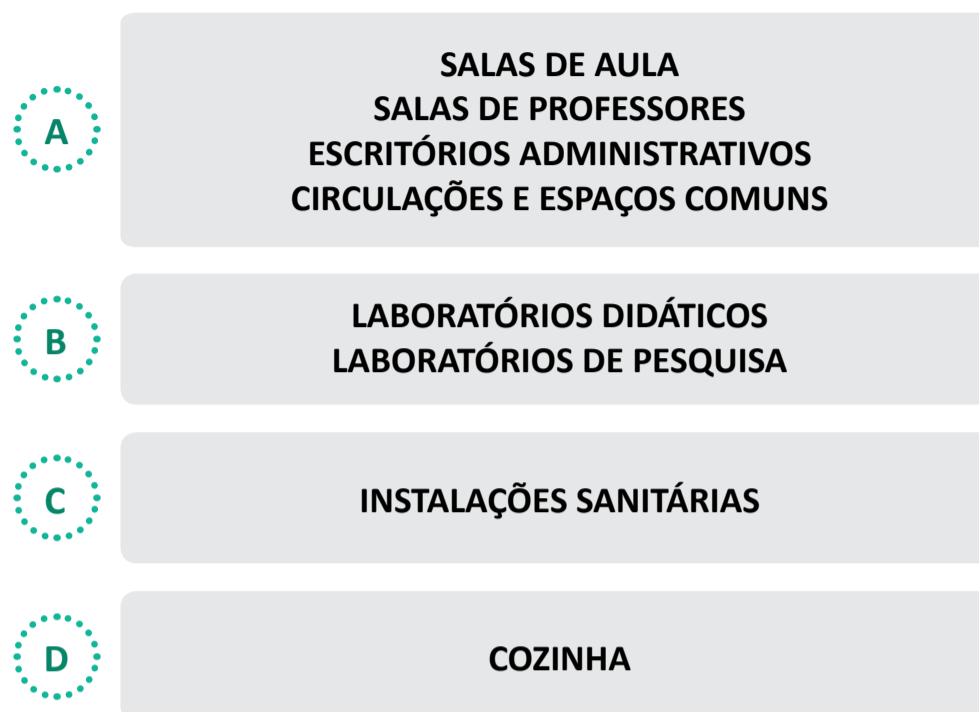 A
SALAS DE AULA
SALAS DE PROFESSORES
ESCRITÓRIOS ADMINISTRATIVOS
CIRCULAÇÕES E ESPAÇOS COMUNS
B
LABORATÓRIOS DIDÁTICOS
LABORATÓRIOS DE PESQUISA
C
INSTALAÇÕES SANITÁRIAS
D
COZINHA